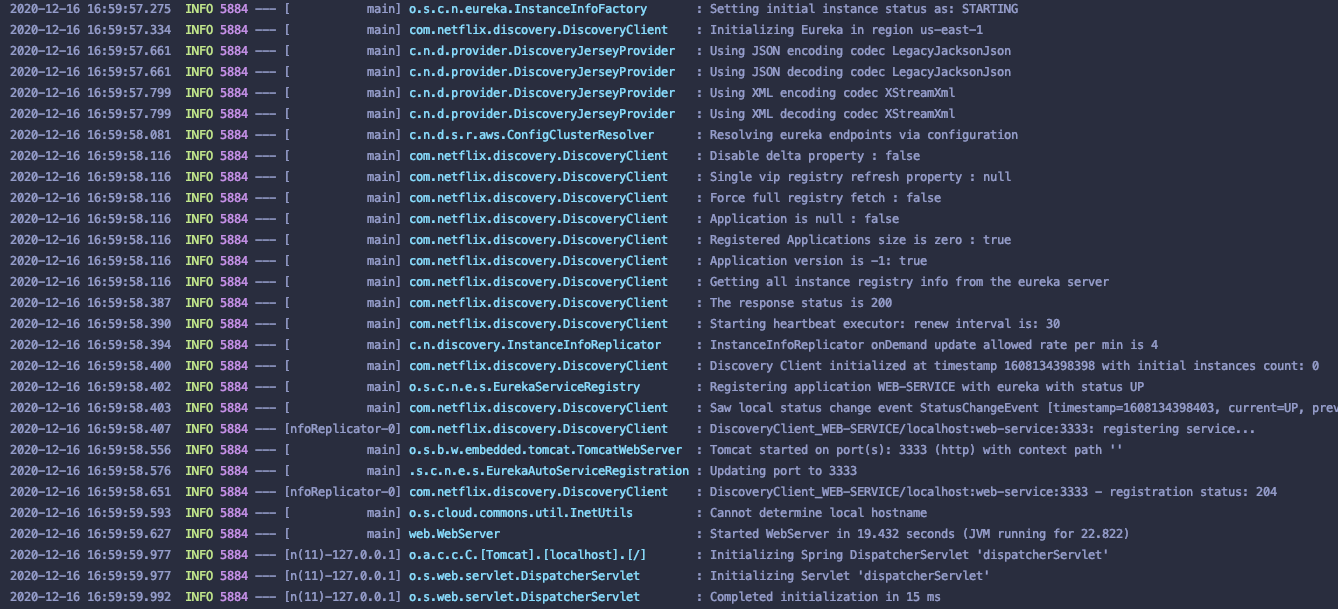 2020-12-16 16:59:57.275  INFO 5884 --- [           main] o.s.c.n.eureka.InstanceInfoFactory       : Setting initial instance status as: STARTING
2020-12-16 16:59:57.334  INFO 5884 --- [           main] com.netflix.discovery.DiscoveryClient    : Initializing Eureka in region us-east-1
2020-12-16 16:59:57.661  INFO 5884 --- [           main] c.n.d.provider.DiscoveryJerseyProvider   : Using JSON encoding codec LegacyJacksonJson
2020-12-16 16:59:57.661  INFO 5884 --- [           main] c.n.d.provider.DiscoveryJerseyProvider   : Using JSON decoding codec LegacyJacksonJson
2020-12-16 16:59:57.799  INFO 5884 --- [           main] c.n.d.provider.DiscoveryJerseyProvider   : Using XML encoding codec XStreamXml
2020-12-16 16:59:57.799  INFO 5884 --- [           main] c.n.d.provider.DiscoveryJerseyProvider   : Using XML decoding codec XStreamXml
2020-12-16 16:59:58.081  INFO 5884 --- [           main] c.n.d.s.r.aws.ConfigClusterResolver      : Resolving eureka endpoints via configuration
2020-12-16 16:59:58.116  INFO 5884 --- [           main] com.netflix.discovery.DiscoveryClient    : Disable delta property : false
2020-12-16 16:59:58.116  INFO 5884 --- [           main] com.netflix.discovery.DiscoveryClient    : Single vip registry refresh property : null
2020-12-16 16:59:58.116  INFO 5884 --- [           main] com.netflix.discovery.DiscoveryClient    : Force full registry fetch : false
2020-12-16 16:59:58.116  INFO 5884 --- [           main] com.netflix.discovery.DiscoveryClient    : Application is null : false
2020-12-16 16:59:58.116  INFO 5884 --- [           main] com.netflix.discovery.DiscoveryClient    : Registered Applications size is zero : true
2020-12-16 16:59:58.116  INFO 5884 --- [           main] com.netflix.discovery.DiscoveryClient    : Application version is -1: true
2020-12-16 16:59:58.116  INFO 5884 --- [           main] com.netflix.discovery.DiscoveryClient    : Getting all instance registry info from the eureka server
2020-12-16 16:59:58.387  INFO 5884 --- [           main] com.netflix.discovery.DiscoveryClient    : The response status is 200
2020-12-16 16:59:58.390  INFO 5884 --- [           main] com.netflix.discovery.DiscoveryClient    : Starting heartbeat executor: renew interval is: 30
2020-12-16 16:59:58.394  INFO 5884 --- [           main] c.n.discovery.InstanceInfoReplicator     : InstanceInfoReplicator onDemand update allowed rate per min is 4
2020-12-16 16:59:58.400  INFO 5884 --- [           main] com.netflix.discovery.DiscoveryClient    : Discovery Client initialized at timestamp 1608134398398 with initial instances count: 0
2020-12-16 16:59:58.402  INFO 5884 --- [           main] o.s.c.n.e.s.EurekaServiceRegistry        : Registering application WEB-SERVICE with eureka with status UP
2020-12-16 16:59:58.403  INFO 5884 --- [           main] com.netflix.discovery.DiscoveryClient    : Saw local status change event StatusChangeEvent [timestamp=1608134398403, current=UP, prev
2020-12-16 16:59:58.407  INFO 5884 --- [nfoReplicator-0] com.netflix.discovery.DiscoveryClient    : DiscoveryClient_WEB-SERVICE/localhost:web-service:3333: registering service...
2020-12-16 16:59:58.556  INFO 5884 --- [           main] o.s.b.w.embedded.tomcat.TomcatWebServer  : Tomcat started on port(s): 3333 (http) with context path ''
2020-12-16 16:59:58.576  INFO 5884 --- [           main] .s.c.n.e.s.EurekaAutoServiceRegistration : Updating port to 3333
2020-12-16 16:59:58.651  INFO 5884 --- [nfoReplicator-0] com.netflix.discovery.DiscoveryClient    : DiscoveryClient_WEB-SERVICE/localhost:web-service:3333 - registration status: 204
2020-12-16 16:59:59.593  INFO 5884 --- [           main] o.s.cloud.commons.util.InetUtils         : Cannot determine local hostname
2020-12-16 16:59:59.627  INFO 5884 --- [           main] web.WebServer                            : Started WebServer in 19.432 seconds (JVM running for 22.822)
2020-12-16 16:59:59.977  INFO 5884 --- [n(11)-127.0.0.1] o.a.c.c.C.[Tomcat].[localhost].[/]       : Initializing Spring DispatcherServlet 'dispatcherServlet'
2020-12-16 16:59:59.977  INFO 5884 --- [n(11)-127.0.0.1] o.s.web.servlet.DispatcherServlet        : Initializing Servlet 'dispatcherServlet'
2020-12-16 16:59:59.992  INFO 5884 --- [n(11)-127.0.0.1] o.s.web.servlet.DispatcherServlet        : Completed initialization in 15 ms